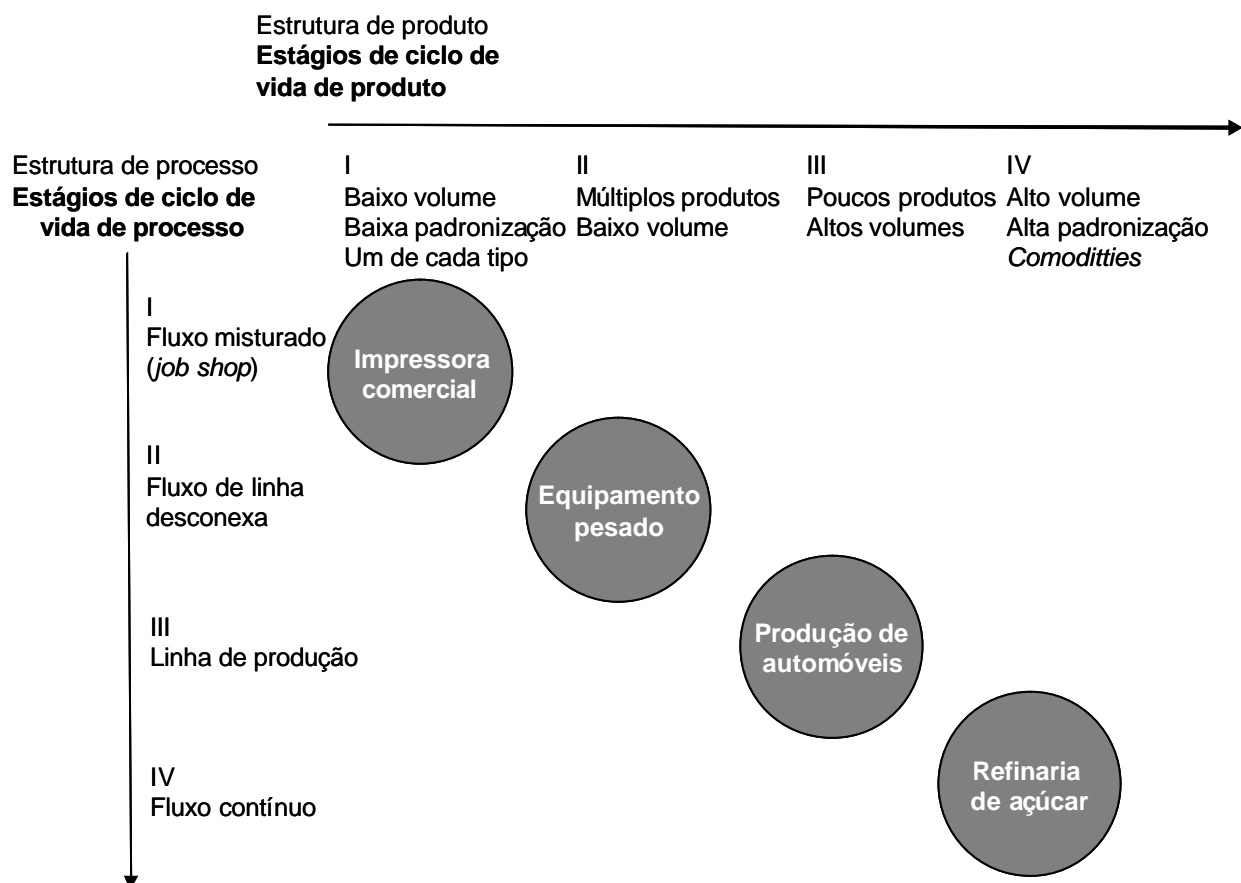 Estrutura de produto
Estágios de ciclo de
vida de produto
Estrutura de processo
Estágios de ciclo de
vida de processo
I
Baixo volume
Baixa padronização
Um de cada tipo
II
Múltiplos produtos
Baixo volume
III
Poucos produtos
Altos volumes
IV
Alto volume
Alta padronização
Comoditties
I
Fluxo misturado
(job shop)
Impressora
comercial
II
Fluxo de linha
desconexa
Equipamento
pesado
III
Linha de produção
Produção de
automóveis
IV
Fluxo contínuo
Refinaria
de açúcar